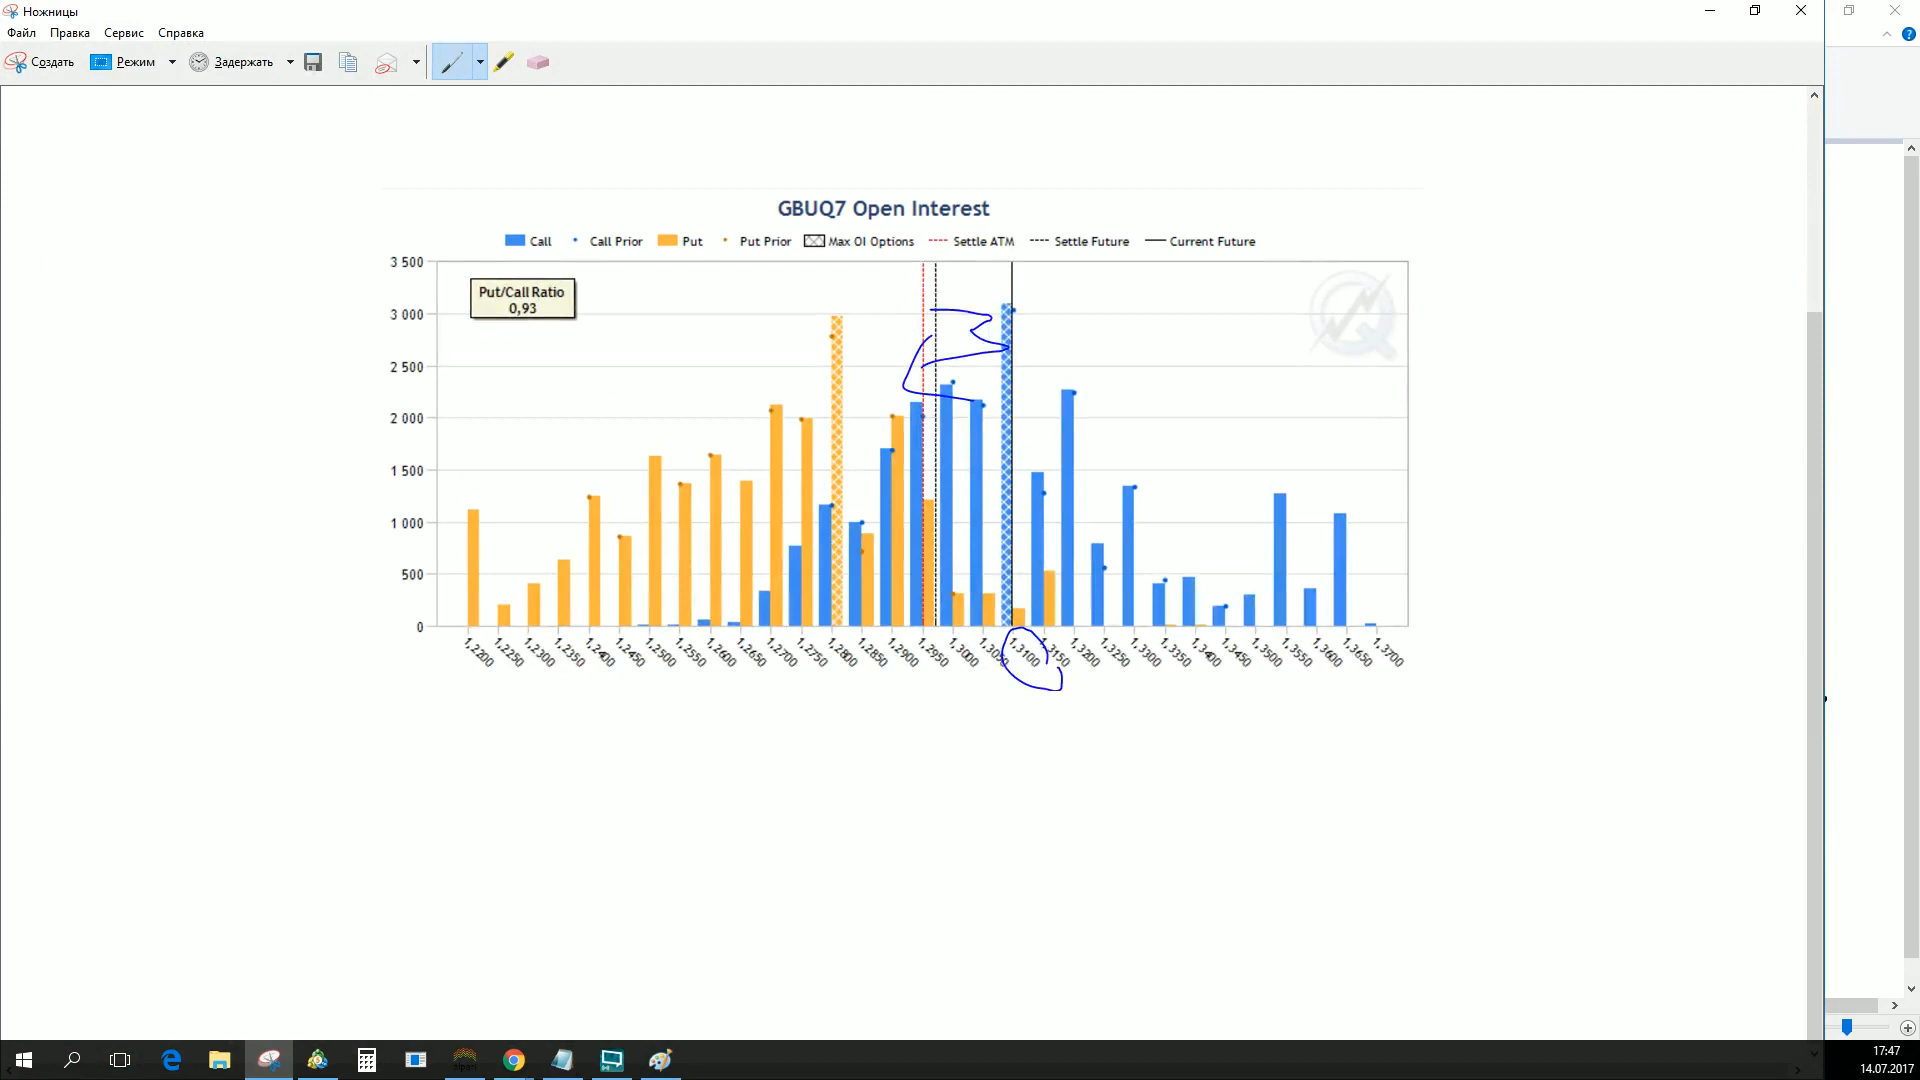 Ножницы
Файл Правка Сервис Справка
Создать Режим Задержать
GBUQ7 Open Interest
Call Call Prior Put Put Prior Max OI Options Settle ATM Settle Future Current Future
Put/Call Ratio
0,93
3 500
3 000
2 500
2 000
1 500
1 000
500
0
1,2200 1,2250 1,2300 1,2350 1,2400 1,2450 1,2500 1,2550 1,2600 1,2650 1,2700 1,2750 1,2800 1,2850 1,2900 1,2950 1,3000 1,3050 1,3100 1,3150 1,3200 1,3250 1,3300 1,3350 1,3400 1,3450 1,3500 1,3550 1,3600 1,3650 1,3700
17:47
14.07.2017